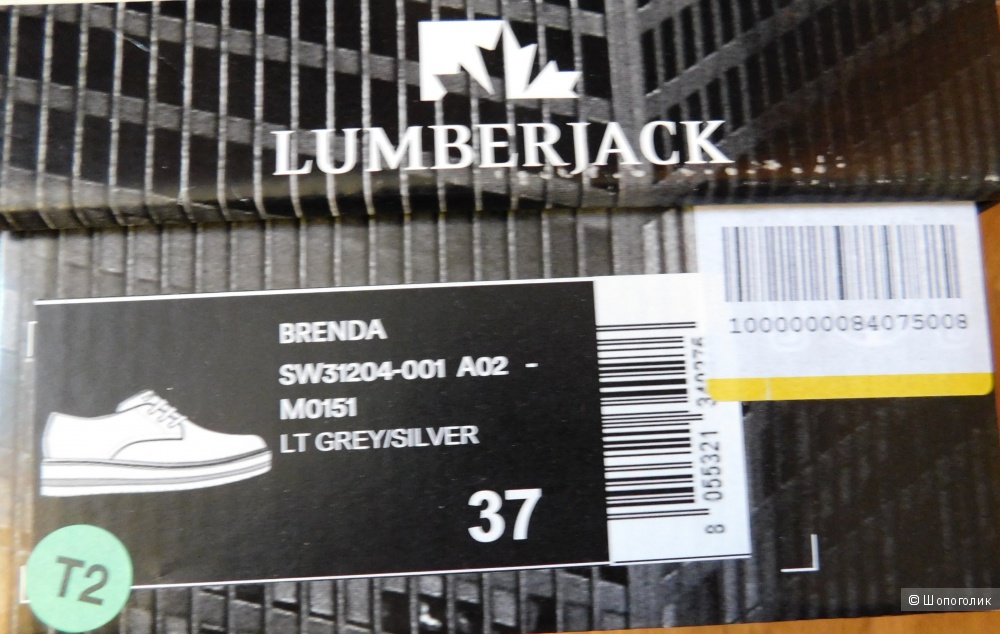 LUMBERJACK
1000000084075008
BRENDA
SW31204-001 A02 -
M0151
LT GREY/SILVER
37
8 055321
T2
© Шопоголик